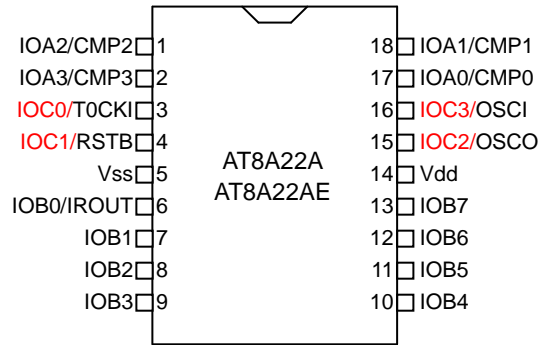 IOA2/CMP2 1 18 IOA1/CMP1
IOA3/CMP3 2 17 IOA0/CMP0
IOC0/T0CKI 3 16 IOC3/OSCI
IOC1/RSTB 4 15 IOC2/OSCO
AT8A22A
Vss 5 14 Vdd
AT8A22AE
IOB0/IROUT 6 13 IOB7
IOB1 7 12 IOB6
IOB2 8 11 IOB5
IOB3 9 10 IOB4